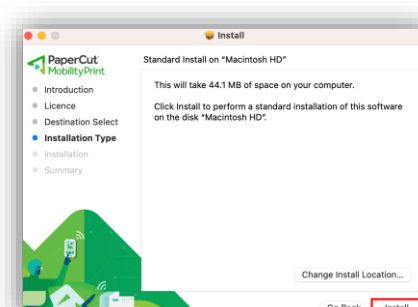 Install
PaperCut
MobilityPrint
Standard Install on "Macintosh HD"
Introduction
Licence
Destination Select
Installation Type
Installation
Summary
This will take 44.1 MB of space on your computer.
Click Install to perform a standard installation of this software
on the disk "Macintosh HD".
Change Install Location...
Go Back
Install